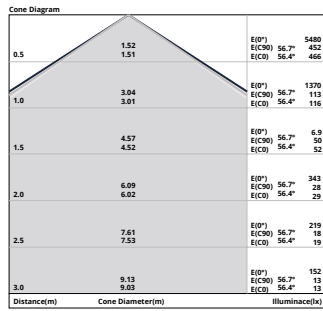 Cone Diagram
0.5 1.52 1.51 E(0°) 5480 E(C90) 56.7° 452 E(C0) 56.4° 466
1.0 3.04 3.01 E(0°) 1370 E(C90) 56.7° 113 E(C0) 56.4° 116
1.5 4.57 4.52 E(0°) 6.9 E(C90) 56.7° 50 E(C0) 56.4° 52
2.0 6.09 6.02 E(0°) 343 E(C90) 56.7° 28 E(C0) 56.4° 29
2.5 7.61 7.53 E(0°) 219 E(C90) 56.7° 18 E(C0) 56.4° 19
3.0 9.13 9.03 E(0°) 152 E(C90) 56.7° 13 E(C0) 56.4° 13
Distance(m) Cone Diameter(m) Illuminace(lx)